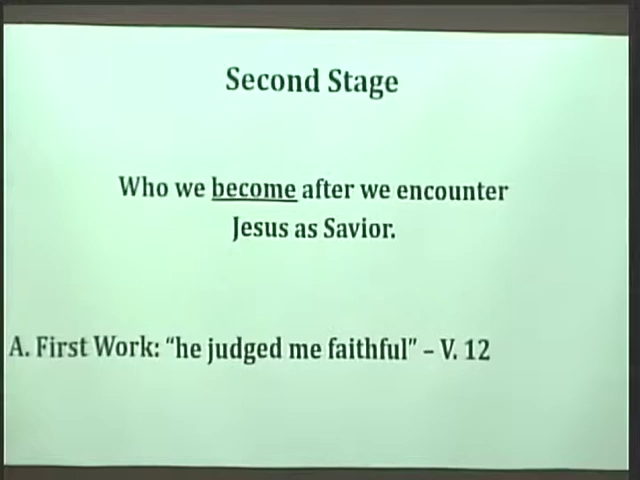 Second Stage
Who we become after we encounter
Jesus as Savior.
A. First Work: “he judged me faithful” – V. 12